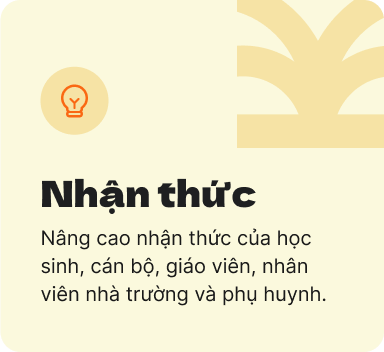 Nhận thức
Nâng cao nhận thức của học
sinh, cán bộ, giáo viên, nhân
viên nhà trường và phụ huynh.